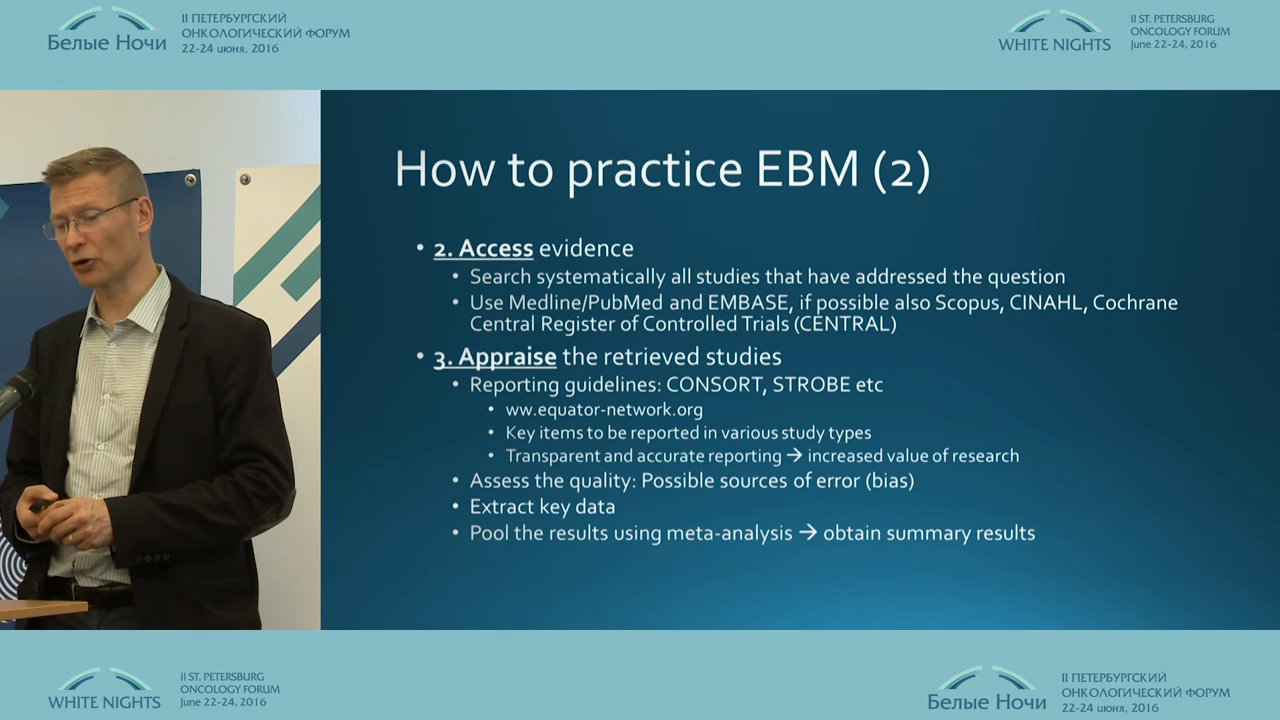 Белые Ночи
II ПЕТЕРБУРГСКИЙ
ОНКОЛОГИЧЕСКИЙ ФОРУМ
22-24 июня, 2016
WHITE NIGHTS
II ST. PETERSBURG
ONCOLOGY FORUM
June 22-24, 2016
How to practice EBM (2)
• 2. Access evidence
• Search systematically all studies that have addressed the question
• Use Medline/PubMed and EMBASE, if possible also Scopus, CINAHL, Cochrane
Central Register of Controlled Trials (CENTRAL)
• 3. Appraise the retrieved studies
• Reporting guidelines: CONSORT, STROBE etc
• ww.equator-network.org
• Key items to be reported in various study types
• Transparent and accurate reporting → increased value of research
• Assess the quality: Possible sources of error (bias)
• Extract key data
• Pool the results using meta-analysis → obtain summary results
WHITE NIGHTS
II ST. PETERSBURG
ONCOLOGY FORUM
June 22-24, 2016
Белые Ночи
II ПЕТЕРБУРГСКИЙ
ОНКОЛОГИЧЕСКИЙ ФОРУМ
22-24 июня, 2016